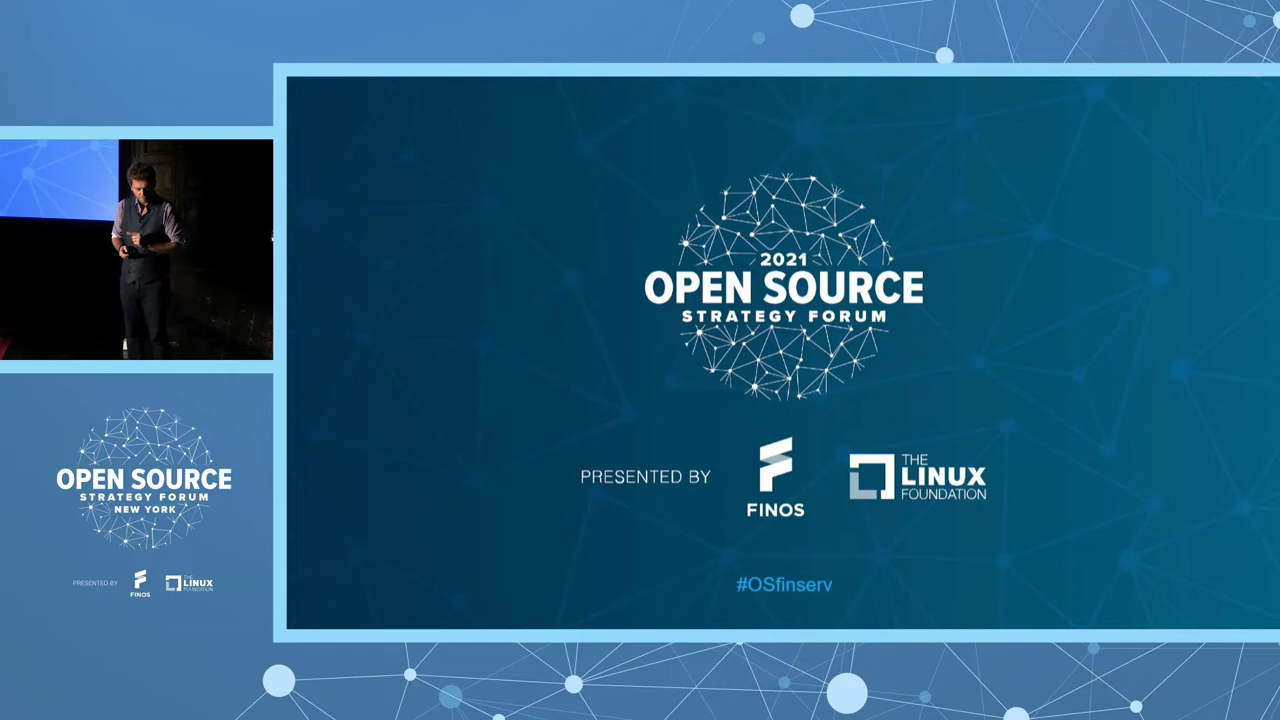 2021
OPEN SOURCE
STRATEGY FORUM
PRESENTED BY
FINOS
THE
LINUX
FOUNDATION
#OSfinserv
OPEN SOURCE
STRATEGY FORUM
NEW YORK
PRESENTED BY
FINOS
THE
LINUX
FOUNDATION